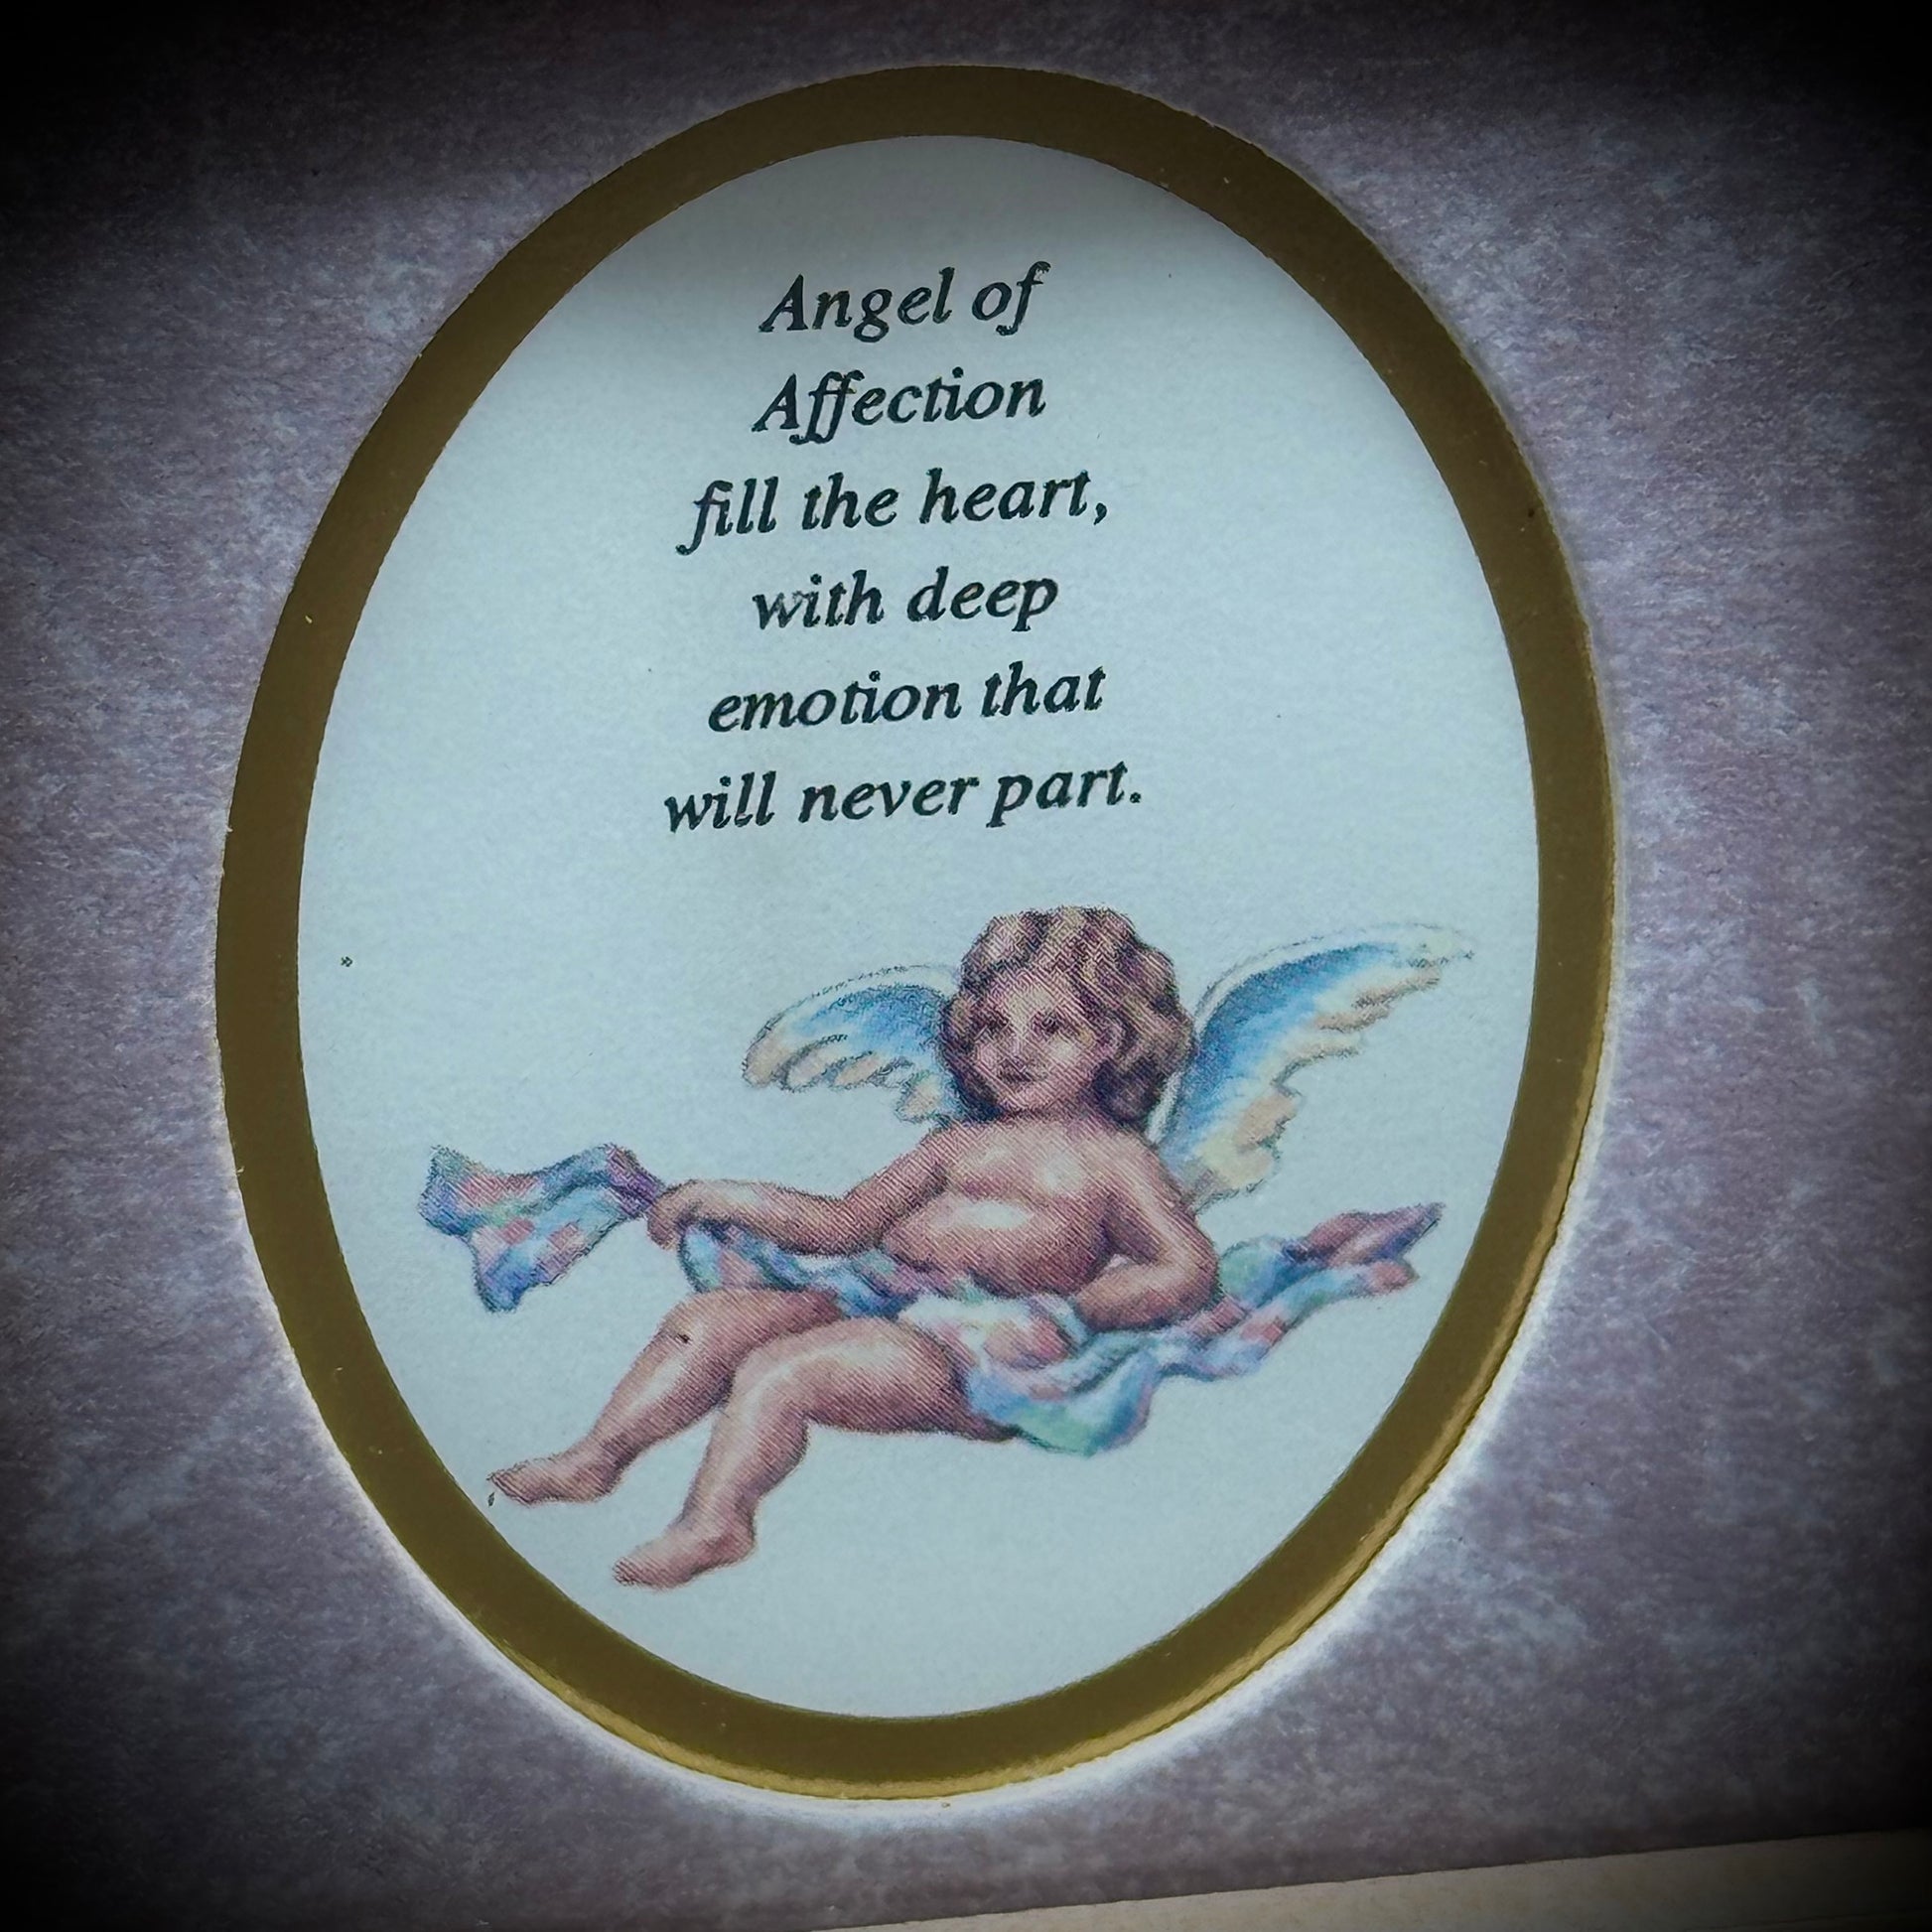 Angel of
Affection
fill the heart,
with deep
emotion that
will never part.